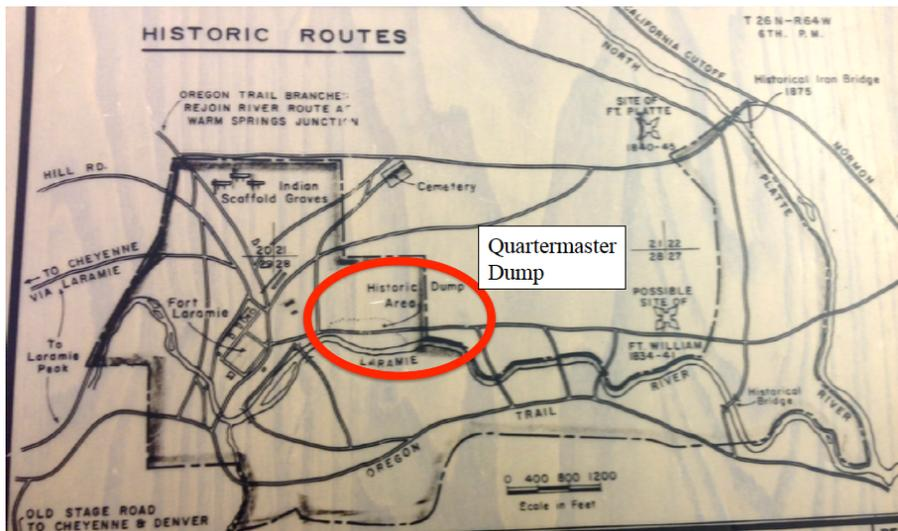 HISTORIC ROUTES
T 26N-R64W
6TH. P.M.
CALIFORNIA CUTOFF
NORTH
Historical Iron Bridge
1875
OREGON TRAIL BRANCHES
REJOIN RIVER ROUTE AT
WARM SPRINGS JUNCTION
SITE OF
FT. PLATTE
1840-45
HILL RD.
Indian
Scaffold Graves
Cemetery
PLATTE
MORMON
20 21
29 28
Quartermaster
Dump
21 22
28 27
TO CHEYENNE
VIA LARAMIE
Historic Dump
Area
Fort
Laramie
POSSIBLE
SITE OF
FT. WILLIAM
1834-41
To
Laramie
Peak
LARAMIE
RIVER
Historical
Bridge
RIVER
TRAIL
OREGON
0 400 800 1200
Scale in Feet
OLD STAGE ROAD
TO CHEYENNE & DENVER